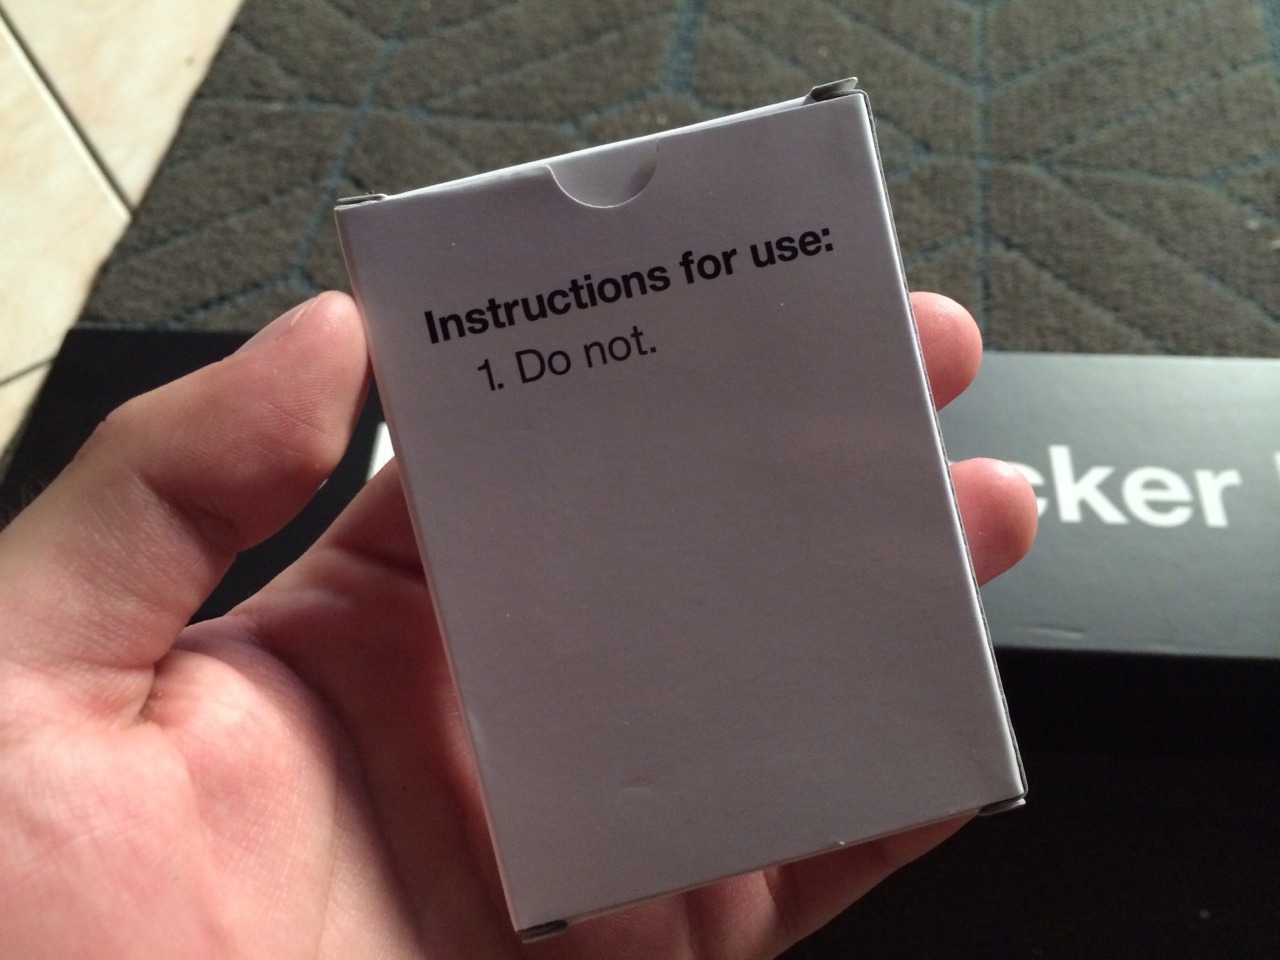 Instructions for use:
1. Do not.
cker